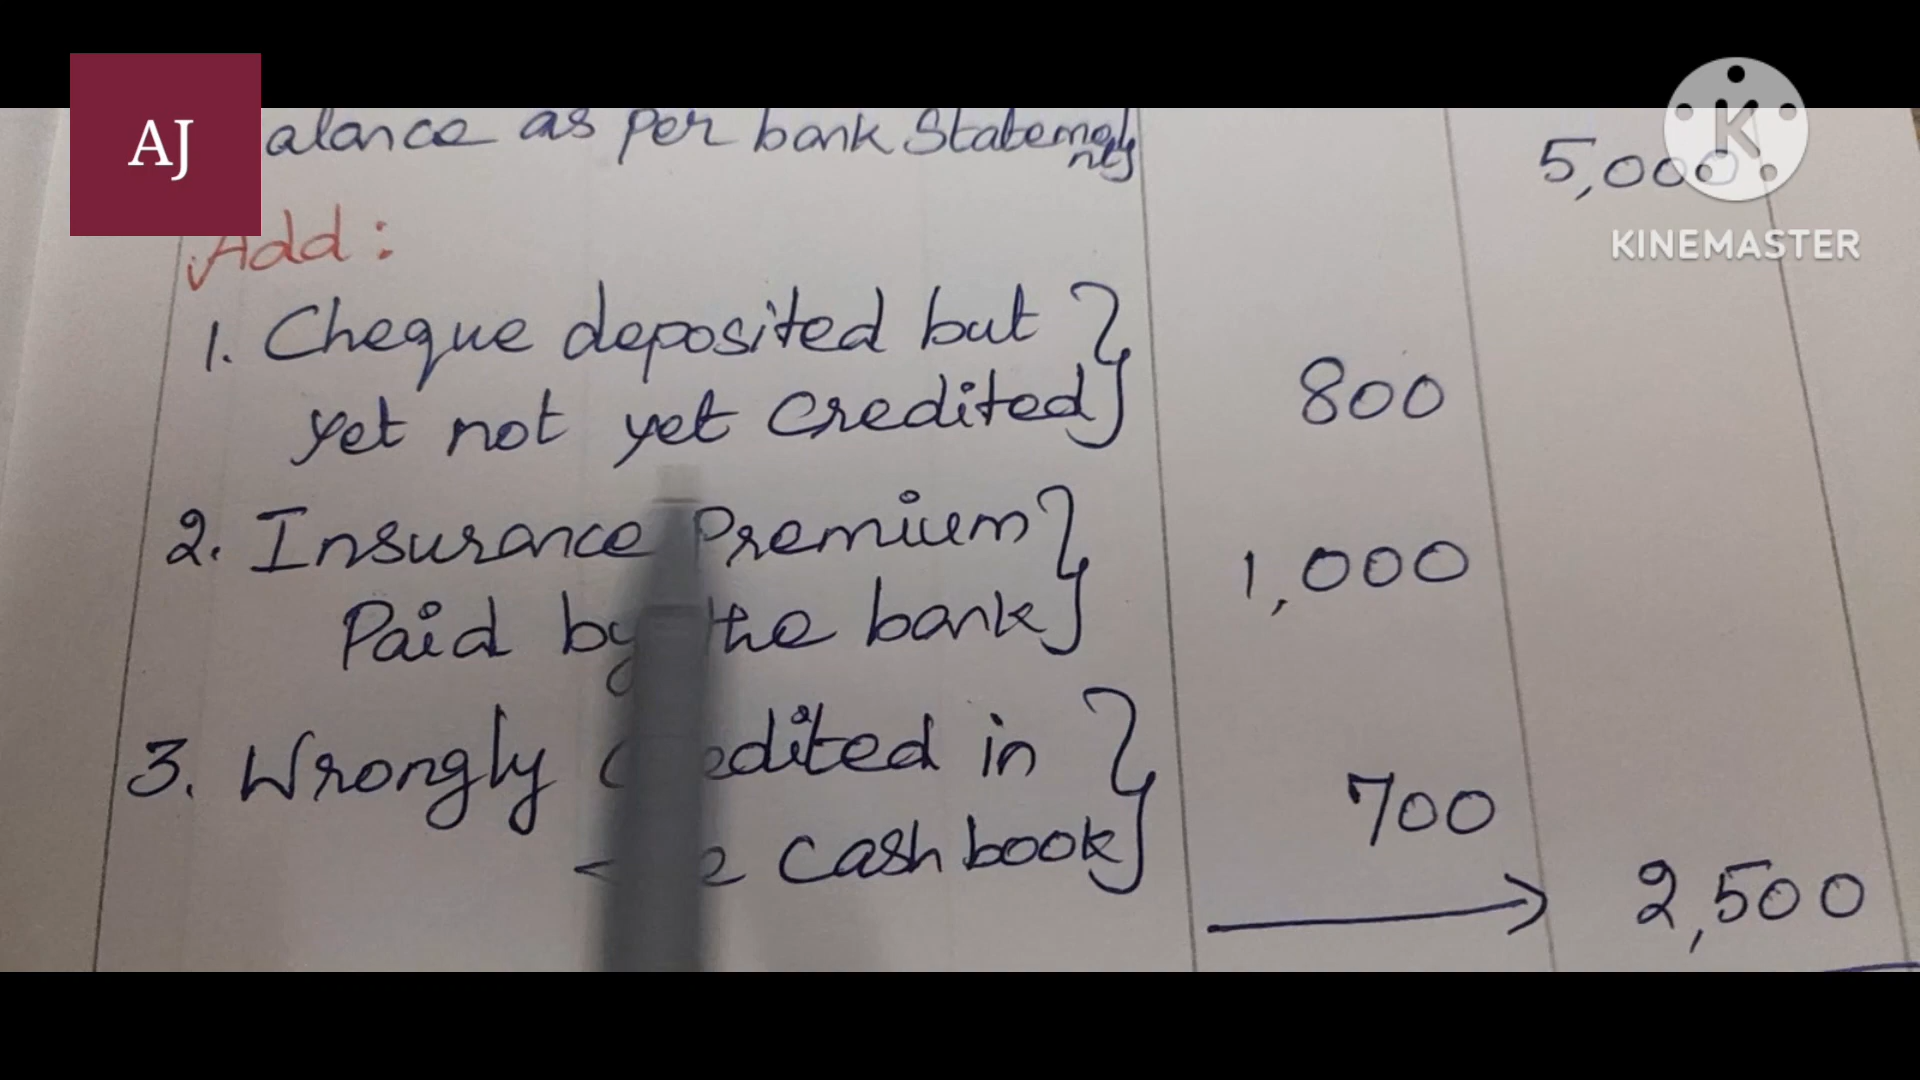 AJ
alance as per bank Statements
5,000
KINEMASTER
Add:
1. Cheque deposited but
yet not yet credited
800
2. Insurance Premium
Paid by the bank
1,000
3. Wrongly in
cash book
700
2,500